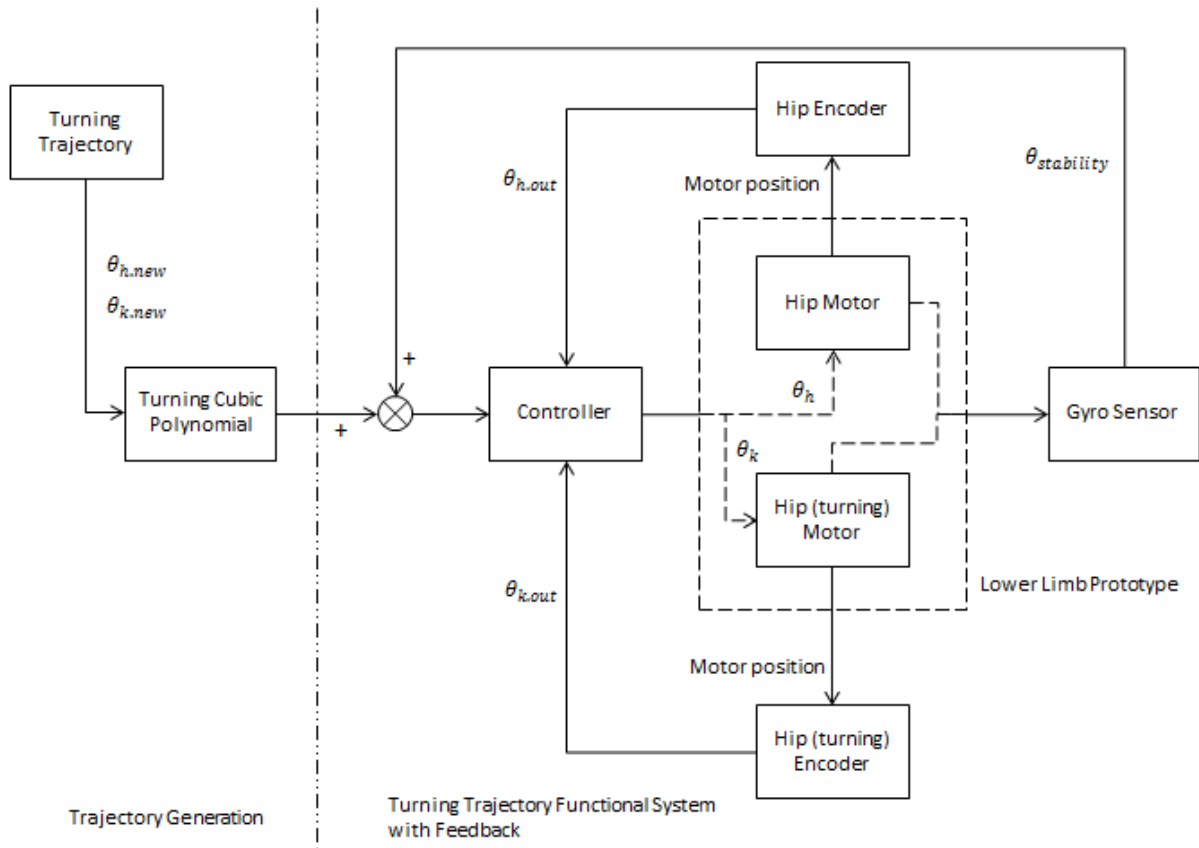 Turning
Trajectory
θh.new
θk.new
Turning Cubic
Polynomial
+
+
Controller
θh.out
θk.out
Hip Encoder
Motor position
Hip Motor
θh
θk
Hip (turning)
Motor
Lower Limb Prototype
Motor position
Hip (turning)
Encoder
Gyro Sensor
θstability
Trajectory Generation
Turning Trajectory Functional System
with Feedback